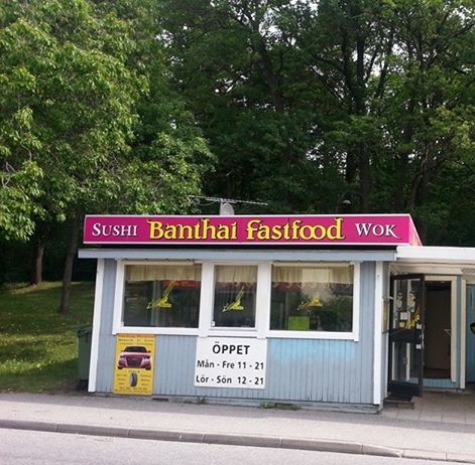 SUSHI Banthai fastfood WOK
ÖPPET
Mån - Fre 11 - 21
Lör - Sön 12 - 21